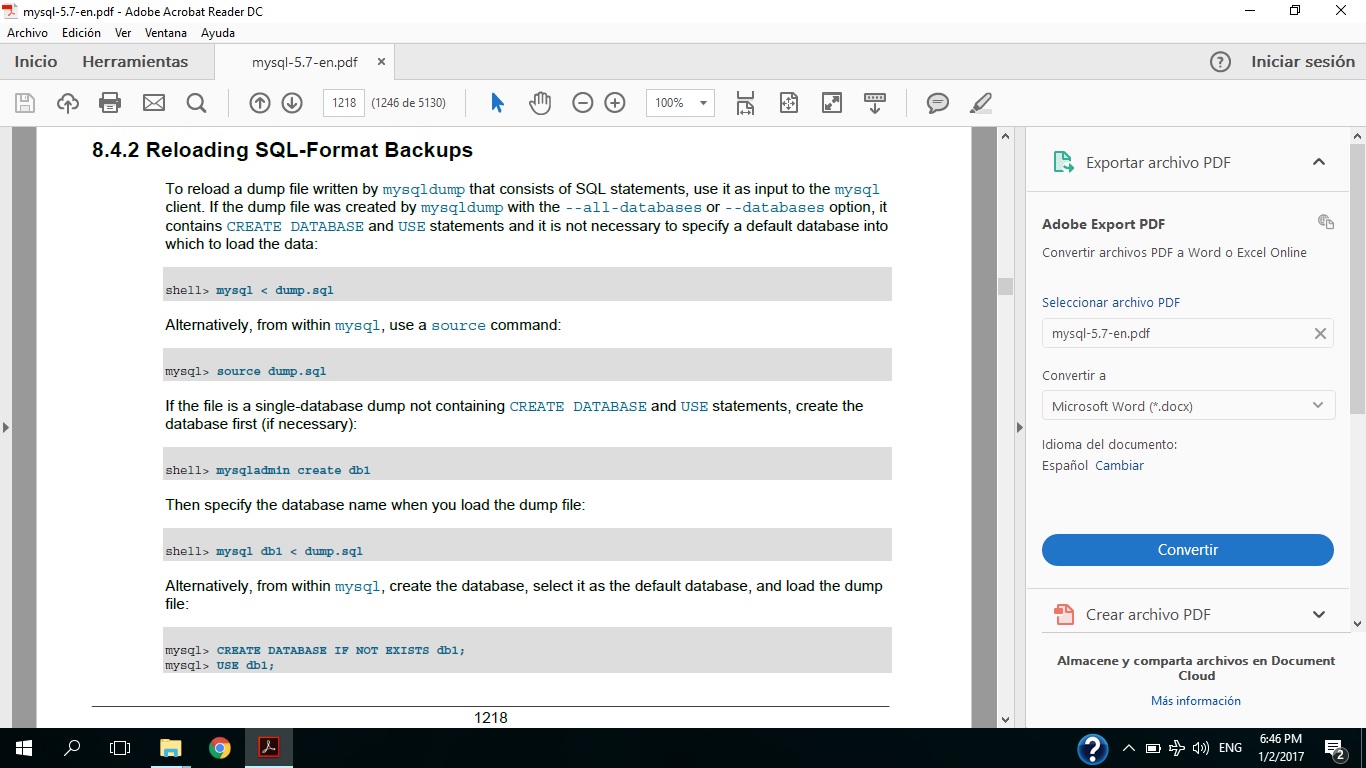 mysql-5.7-en.pdf - Adobe Acrobat Reader DC
Archivo Edición Ver Ventana Ayuda
Inicio Herramientas mysql-5.7-en.pdf × ? Iniciar sesión
1218 (1246 de 5130) 100%
8.4.2 Reloading SQL-Format Backups
To reload a dump file written by mysqldump that consists of SQL statements, use it as input to the mysql
client. If the dump file was created by mysqldump with the --all-databases or --databases option, it
contains CREATE DATABASE and USE statements and it is not necessary to specify a default database into
which to load the data:
shell> mysql < dump.sql
Alternatively, from within mysql, use a source command:
mysql> source dump.sql
If the file is a single-database dump not containing CREATE DATABASE and USE statements, create the
database first (if necessary):
shell> mysqladmin create db1
Then specify the database name when you load the dump file:
shell> mysql db1 < dump.sql
Alternatively, from within mysql, create the database, select it as the default database, and load the dump
file:
mysql> CREATE DATABASE IF NOT EXISTS db1;
mysql> USE db1;
1218
Exportar archivo PDF
Adobe Export PDF
Convertir archivos PDF a Word o Excel Online
Seleccionar archivo PDF
mysql-5.7-en.pdf
Convertir a
Microsoft Word (*.docx)
Idioma del documento:
Español Cambiar
Convertir
Crear archivo PDF
Almacene y comparta archivos en Document
Cloud
Más información
? ENG 6:46 PM
1/2/2017 2